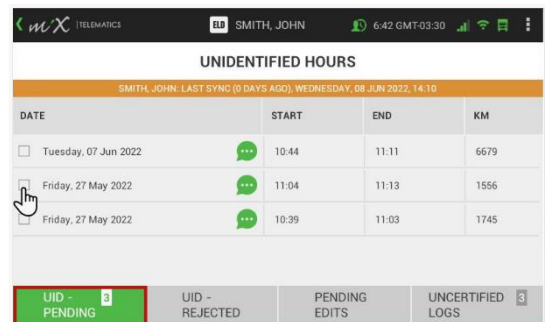 miX TELEMATICS ELD SMITH, JOHN 6:42 GMT-03:30
UNIDENTIFIED HOURS
SMITH, JOHN: LAST SYNC (0 DAYS AGO), WEDNESDAY, 08 JUN 2022, 14:10
DATE START END KM
Tuesday, 07 Jun 2022 10:44 11:11 6679
Friday, 27 May 2022 11:04 11:13 1556
Friday, 27 May 2022 10:39 11:03 1745
UID - PENDING 3
UID - REJECTED
PENDING EDITS
UNCERTIFIED LOGS 3